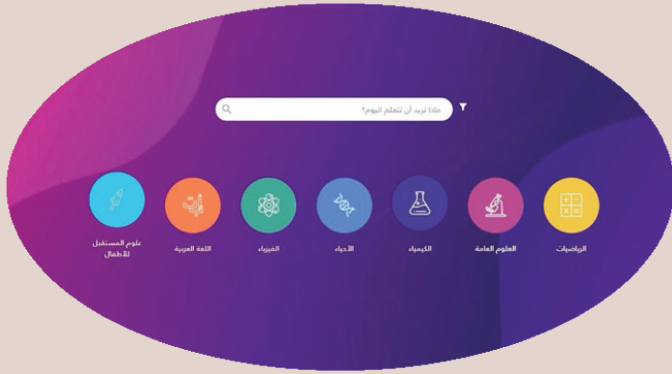 ماذا تريد أن تتعلم اليوم؟
الرياضيات
العلوم العامة
الكيمياء
الأحياء
الفيزياء
اللغة العربية
علوم المستقبل
للأطفال